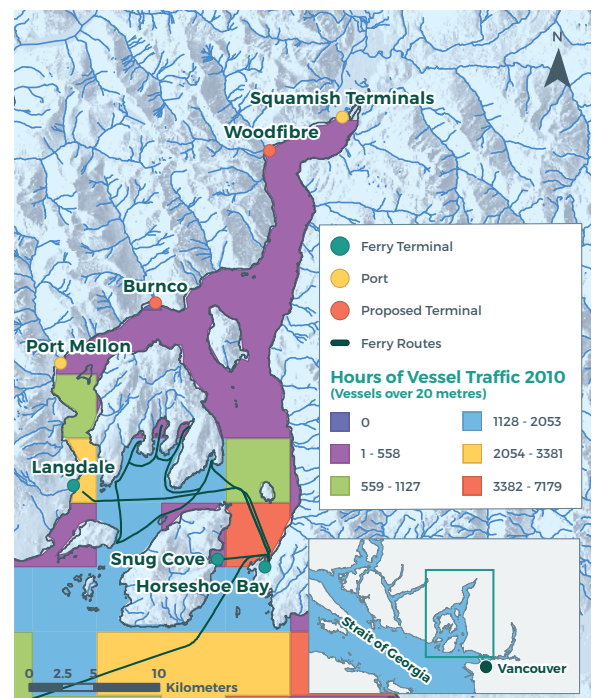 N
Squamish Terminals
Woodfibre
Burnco
Port Mellon
Langdale
Snug Cove
Horseshoe Bay
Ferry Terminal
Port
Proposed Terminal
Ferry Routes
Hours of Vessel Traffic 2010
(Vessels over 20 metres)
0
1 - 558
559 - 1127
1128 - 2053
2054 - 3381
3382 - 7179
Strait of Georgia
Vancouver
0 2.5 5 10
Kilometers